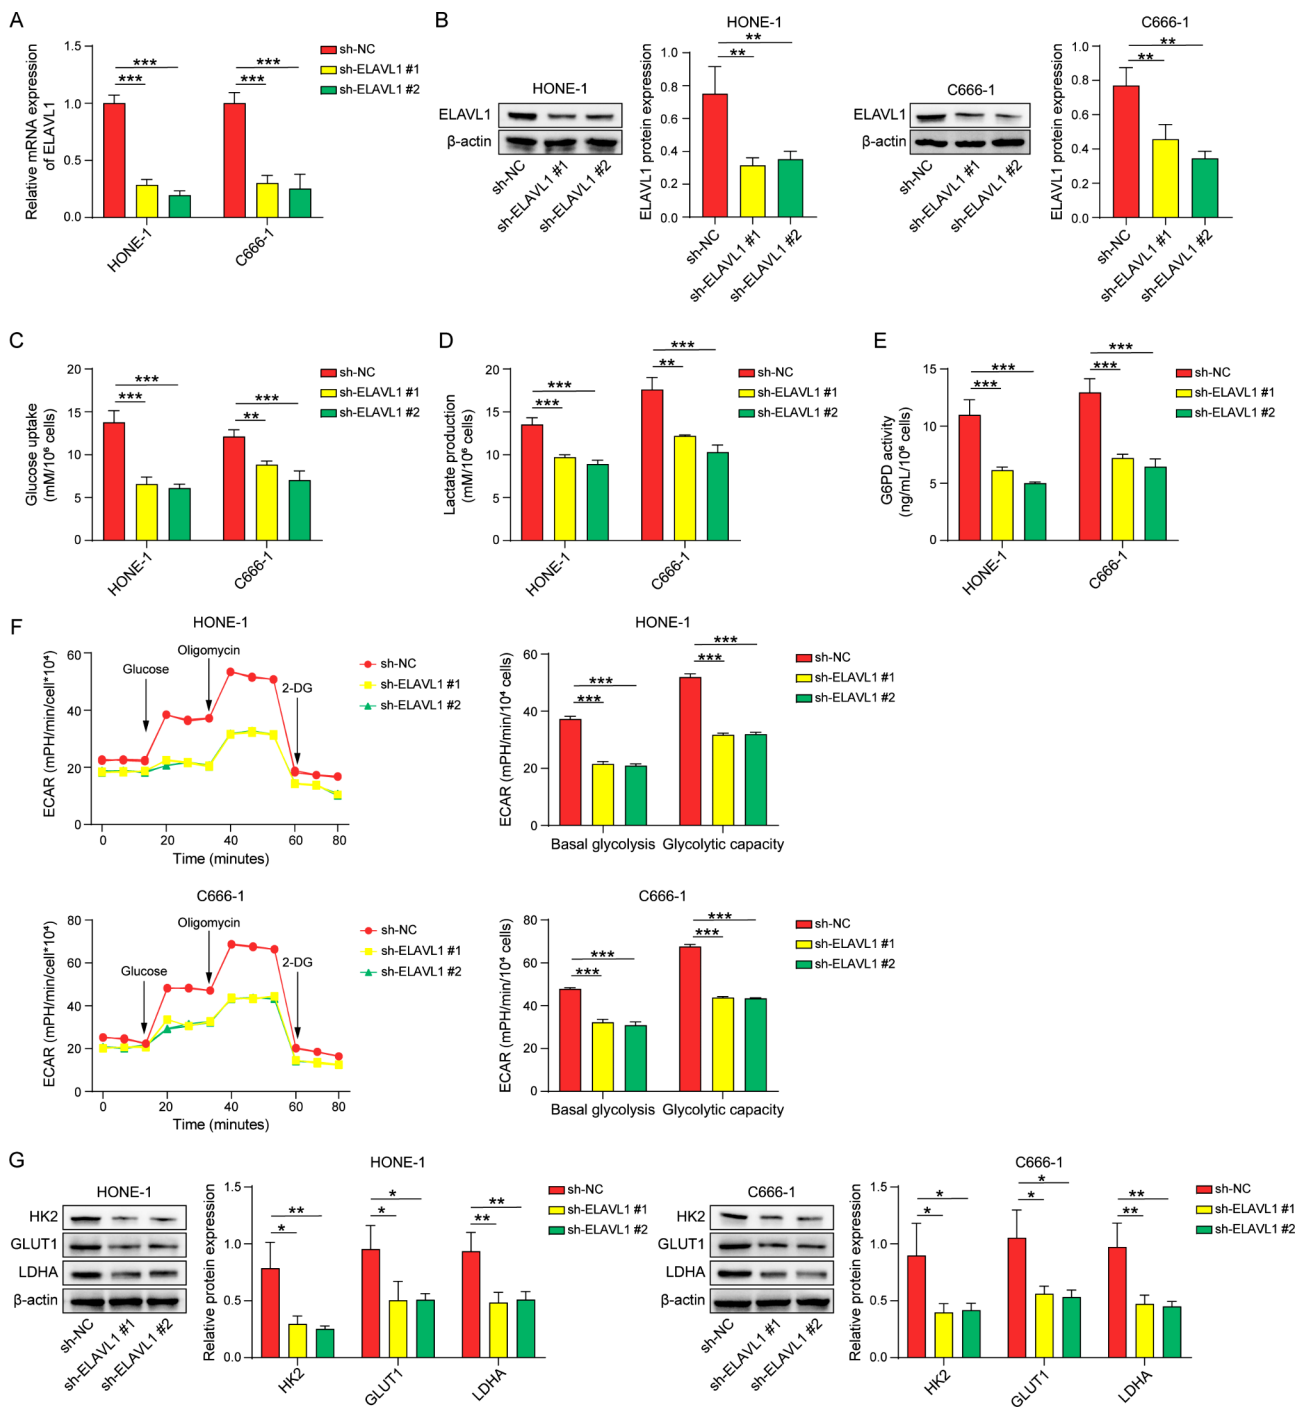 A
Relative mRNA expression
of ELAVL1
1.5
1.0
0.5
0.0
***
***
***
***
HONE-1
C666-1
sh-NC
sh-ELAVL1 #1
sh-ELAVL1 #2
B
HONE-1
ELAVL1
β-actin
sh-NC
sh-ELAVL1 #1
sh-ELAVL1 #2
HONE-1
ELAVL1 protein expression
1.0
0.8
0.6
0.4
0.2
0.0
**
**
sh-NC
sh-ELAVL1 #1
sh-ELAVL1 #2
C666-1
ELAVL1
β-actin
sh-NC
sh-ELAVL1 #1
sh-ELAVL1 #2
C666-1
ELAVL1 protein expression
1.0
0.8
0.6
0.4
0.2
0.0
**
**
sh-NC
sh-ELAVL1 #1
sh-ELAVL1 #2
C
Glucose uptake
(mM/10⁶ cells)
20
15
10
5
0
***
***
***
**
HONE-1
C666-1
sh-NC
sh-ELAVL1 #1
sh-ELAVL1 #2
D
Lactate production
(mM/10⁶ cells)
20
15
10
5
0
***
***
***
**
HONE-1
C666-1
sh-NC
sh-ELAVL1 #1
sh-ELAVL1 #2
E
G6PD activity
(ng/mL/10⁶ cells)
15
10
5
0
***
***
***
***
HONE-1
C666-1
sh-NC
sh-ELAVL1 #1
sh-ELAVL1 #2
F
HONE-1
ECAR (mPH/min/cell*10⁴)
60
40
20
0
Glucose
Oligomycin
2-DG
0
20
40
60
80
Time (minutes)
sh-NC
sh-ELAVL1 #1
sh-ELAVL1 #2
HONE-1
ECAR (mPH/min/10⁴ cells)
60
40
20
0
***
***
***
***
Basal glycolysis
Glycolytic capacity
sh-NC
sh-ELAVL1 #1
sh-ELAVL1 #2
C666-1
ECAR (mPH/min/cell*10⁴)
80
60
40
20
0
Glucose
Oligomycin
2-DG
0
20
40
60
80
Time (minutes)
sh-NC
sh-ELAVL1 #1
sh-ELAVL1 #2
C666-1
ECAR (mPH/min/10⁴ cells)
80
60
40
20
0
***
***
***
***
Basal glycolysis
Glycolytic capacity
sh-NC
sh-ELAVL1 #1
sh-ELAVL1 #2
G
HONE-1
HK2
GLUT1
LDHA
β-actin
sh-NC
sh-ELAVL1 #1
sh-ELAVL1 #2
HONE-1
Relative protein expression
1.5
1.0
0.5
0.0
**
*
*
*
**
**
HK2
GLUT1
LDHA
sh-NC
sh-ELAVL1 #1
sh-ELAVL1 #2
C666-1
HK2
GLUT1
LDHA
β-actin
sh-NC
sh-ELAVL1 #1
sh-ELAVL1 #2
C666-1
Relative protein expression
1.5
1.0
0.5
0.0
*
*
*
*
**
**
HK2
GLUT1
LDHA
sh-NC
sh-ELAVL1 #1
sh-ELAVL1 #2